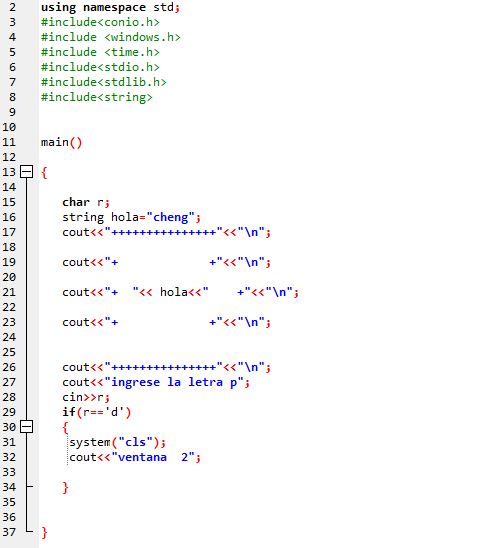 2 using namespace std;
3 #include<conio.h>
4 #include <windows.h>
5 #include <time.h>
6 #include<stdio.h>
7 #include<stdlib.h>
8 #include<string>
9
10
11 main()
12
13 {
14
15 char r;
16 string hola="cheng";
17 cout<<"+++++++++++++++"<<"\n";
18
19 cout<<"+             +"<<"\n";
20
21 cout<<"+  "<< hola<<"    +"<<"\n";
22
23 cout<<"+             +"<<"\n";
24
25
26 cout<<"+++++++++++++++"<<"\n";
27 cout<<"ingrese la letra p";
28 cin>>r;
29 if(r=='d')
30 {
31 system("cls");
32 cout<<"ventana  2";
33
34 }
35
36
37 }